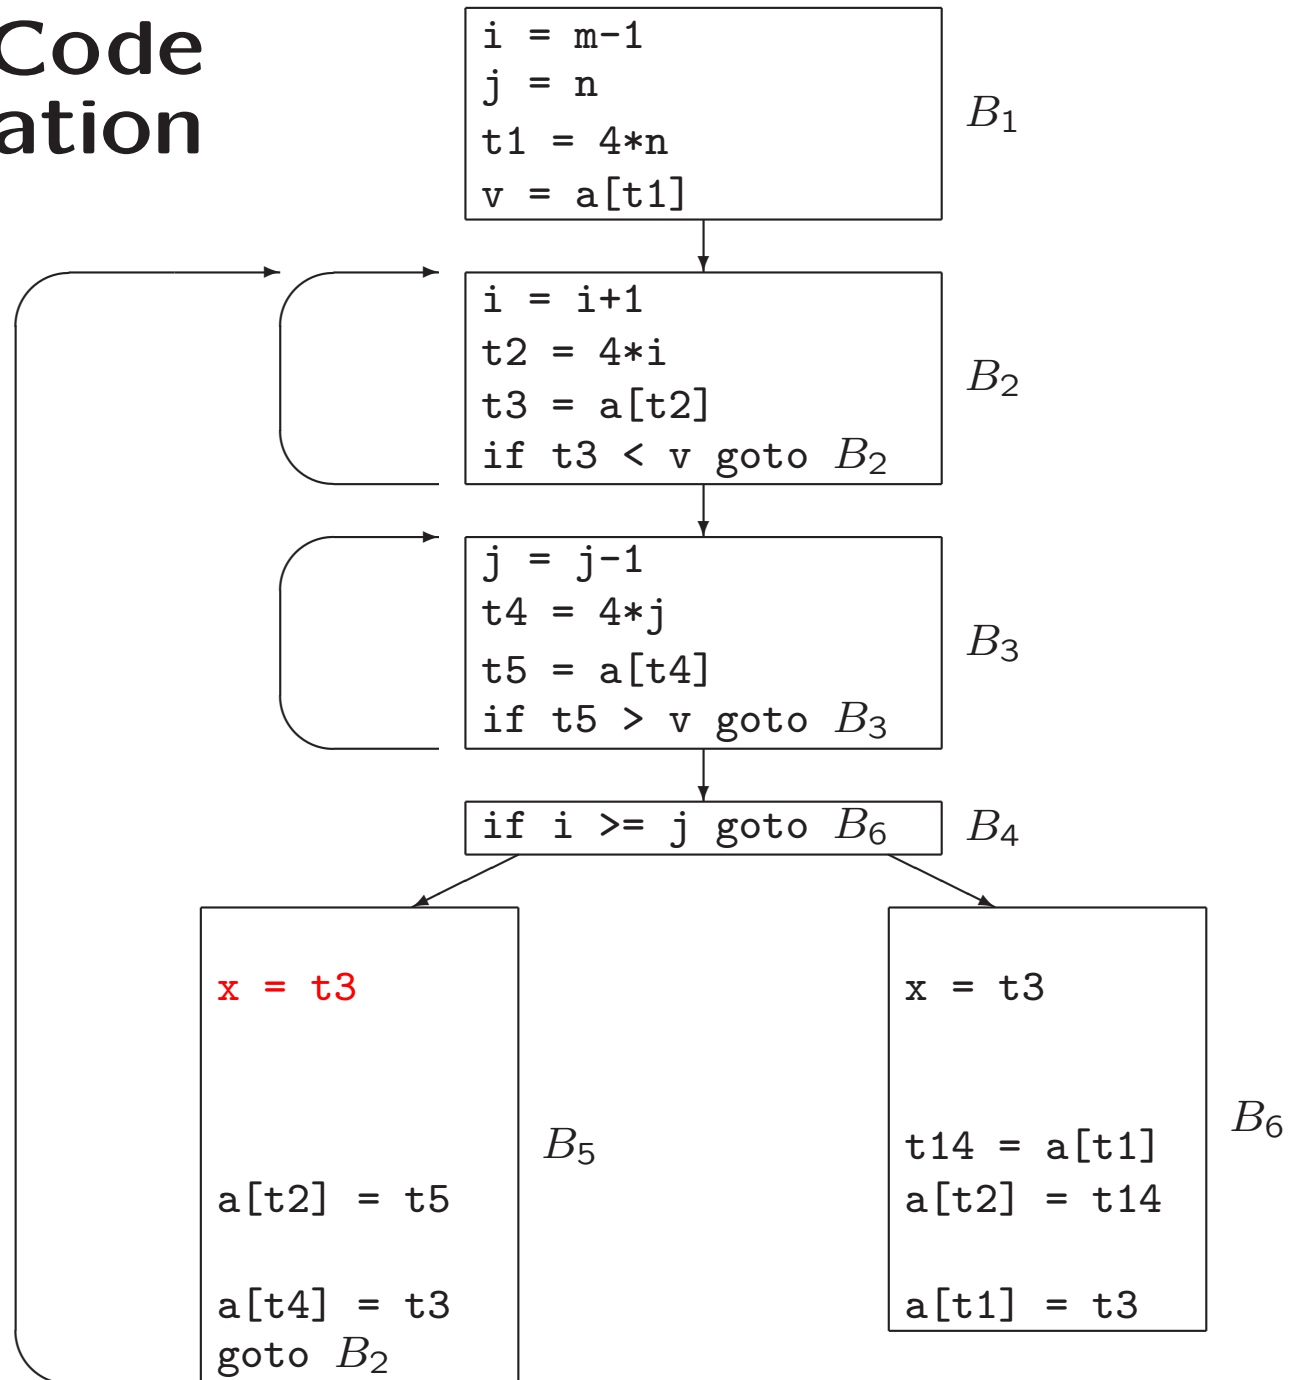 Code
ation
i = m-1
j = n
t1 = 4*n
v = a[t1]
B1
i = i+1
t2 = 4*i
t3 = a[t2]
if t3 < v goto B2
B2
j = j-1
t4 = 4*j
t5 = a[t4]
if t5 > v goto B3
B3
if i >= j goto B6
B4
x = t3
a[t2] = t5
a[t4] = t3
goto B2
B5
x = t3
t14 = a[t1]
a[t2] = t14
a[t1] = t3
B6